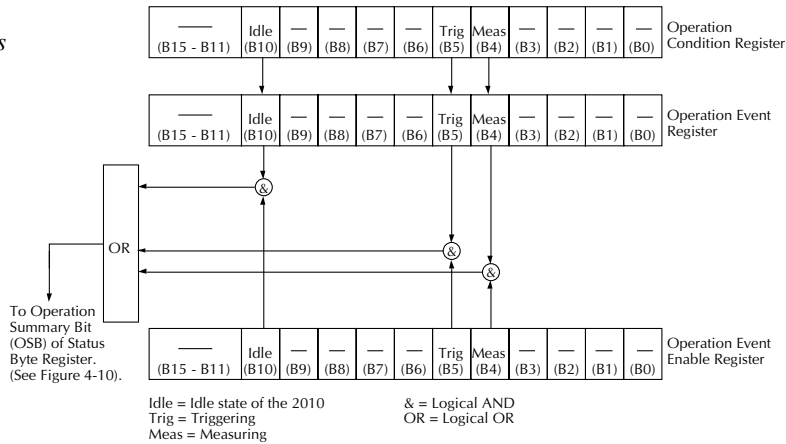 s
— Idle — — — — Trig Meas — — — —
(B15 - B11) (B10) (B9) (B8) (B7) (B6) (B5) (B4) (B3) (B2) (B1) (B0)
Operation
Condition Register
— Idle — — — — Trig Meas — — — —
(B15 - B11) (B10) (B9) (B8) (B7) (B6) (B5) (B4) (B3) (B2) (B1) (B0)
Operation Event
Register
&
OR
&
&
To Operation
Summary Bit
(OSB) of Status
Byte Register.
(See Figure 4-10).
— Idle — — — — Trig Meas — — — —
(B15 - B11) (B10) (B9) (B8) (B7) (B6) (B5) (B4) (B3) (B2) (B1) (B0)
Operation Event
Enable Register
Idle = Idle state of the 2010
Trig = Triggering
Meas = Measuring
& = Logical AND
OR = Logical OR